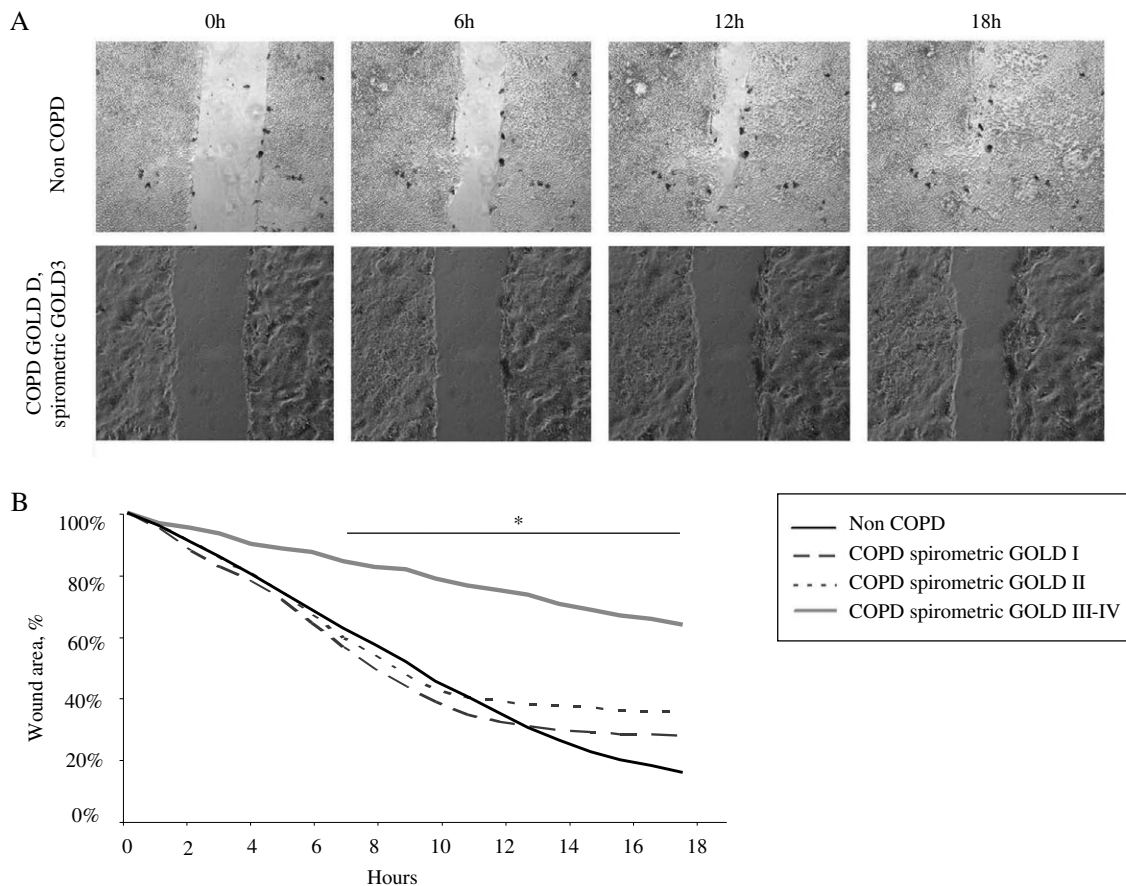 A
0h 6h 12h 18h
Non COPD
COPD GOLD D,
spirometric GOLD3
B
100%
80%
60%
40%
20%
0%
Wound area, %
*
0 2 4 6 8 10 12 14 16 18
Hours
Non COPD
COPD spirometric GOLD I
COPD spirometric GOLD II
COPD spirometric GOLD III-IV